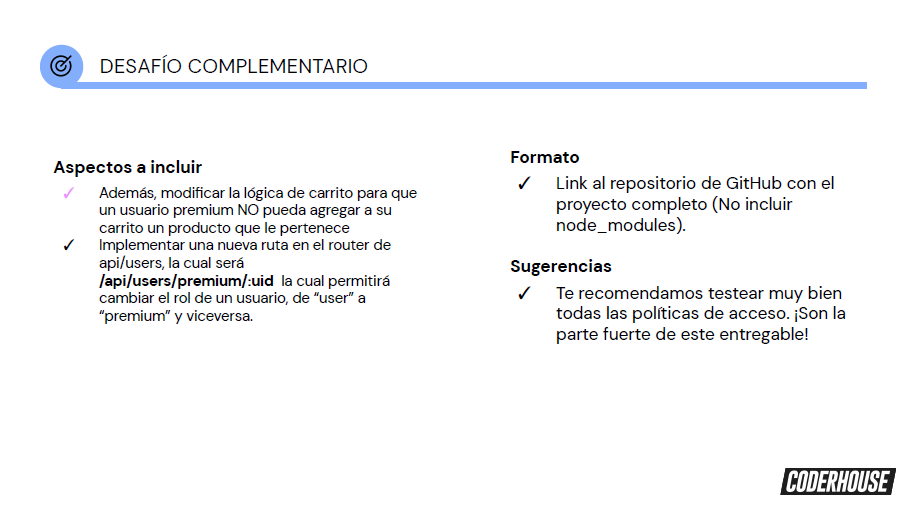 DESAFÍO COMPLEMENTARIO
Aspectos a incluir
✓ Además, modificar la lógica de carrito para que
un usuario premium NO pueda agregar a su
carrito un producto que le pertenece
✓ Implementar una nueva ruta en el router de
api/users, la cual será
/api/users/premium/:uid la cual permitirá
cambiar el rol de un usuario, de “user” a
“premium” y viceversa.
Formato
✓ Link al repositorio de GitHub con el
proyecto completo (No incluir
node_modules).
Sugerencias
✓ Te recomendamos testear muy bien
todas las políticas de acceso. ¡Son la
parte fuerte de este entregable!
CODERHOUSE